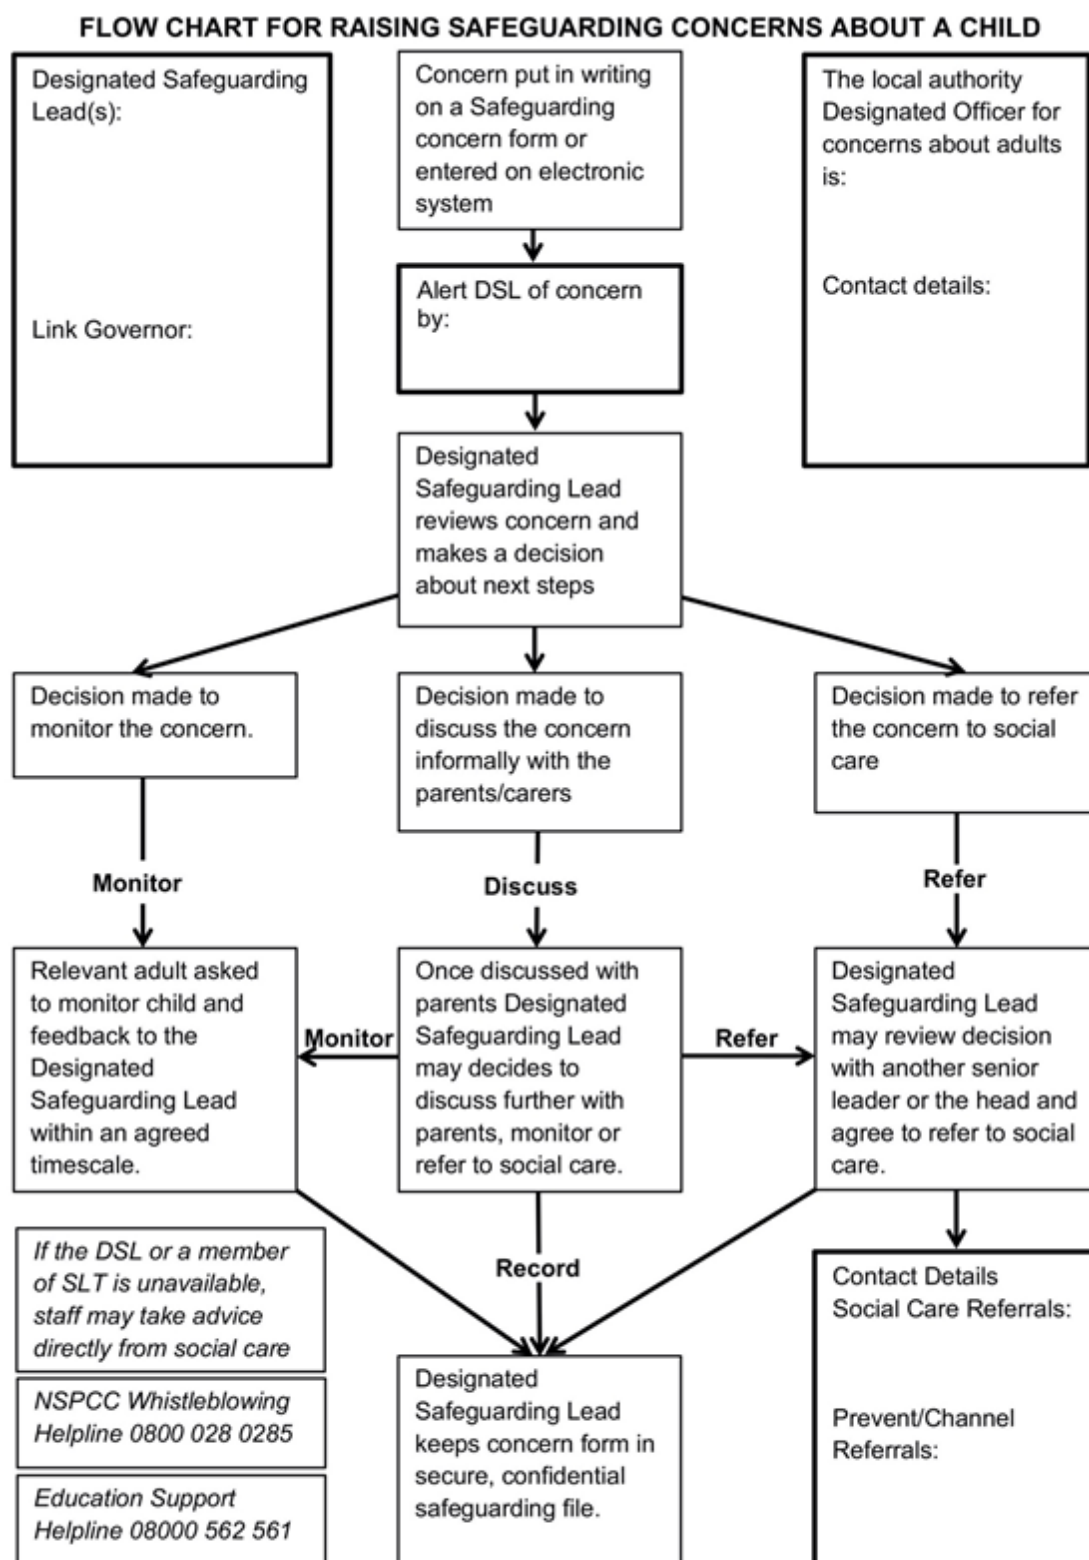 FLOW CHART FOR RAISING SAFEGUARDING CONCERNS ABOUT A CHILD
Designated Safeguarding
Lead(s):
Link Governor:
Concern put in writing
on a Safeguarding
concern form or
entered on electronic
system
The local authority
Designated Officer for
concerns about adults
is:
Contact details:
Alert DSL of concern
by:
Designated
Safeguarding Lead
reviews concern and
makes a decision
about next steps
Decision made to
monitor the concern.
Decision made to
discuss the concern
informally with the
parents/carers
Decision made to refer
the concern to social
care
Monitor
Discuss
Refer
Relevant adult asked
to monitor child and
feedback to the
Designated
Safeguarding Lead
within an agreed
timescale.
Monitor
Once discussed with
parents Designated
Safeguarding Lead
may decides to
discuss further with
parents, monitor or
refer to social care.
Refer
Designated
Safeguarding Lead
may review decision
with another senior
leader or the head and
agree to refer to social
care.
If the DSL or a member
of SLT is unavailable,
staff may take advice
directly from social care
NSPCC Whistleblowing
Helpline 0800 028 0285
Education Support
Helpline 08000 562 561
Record
Designated
Safeguarding Lead
keeps concern form in
secure, confidential
safeguarding file.
Contact Details
Social Care Referrals:
Prevent/Channel
Referrals: